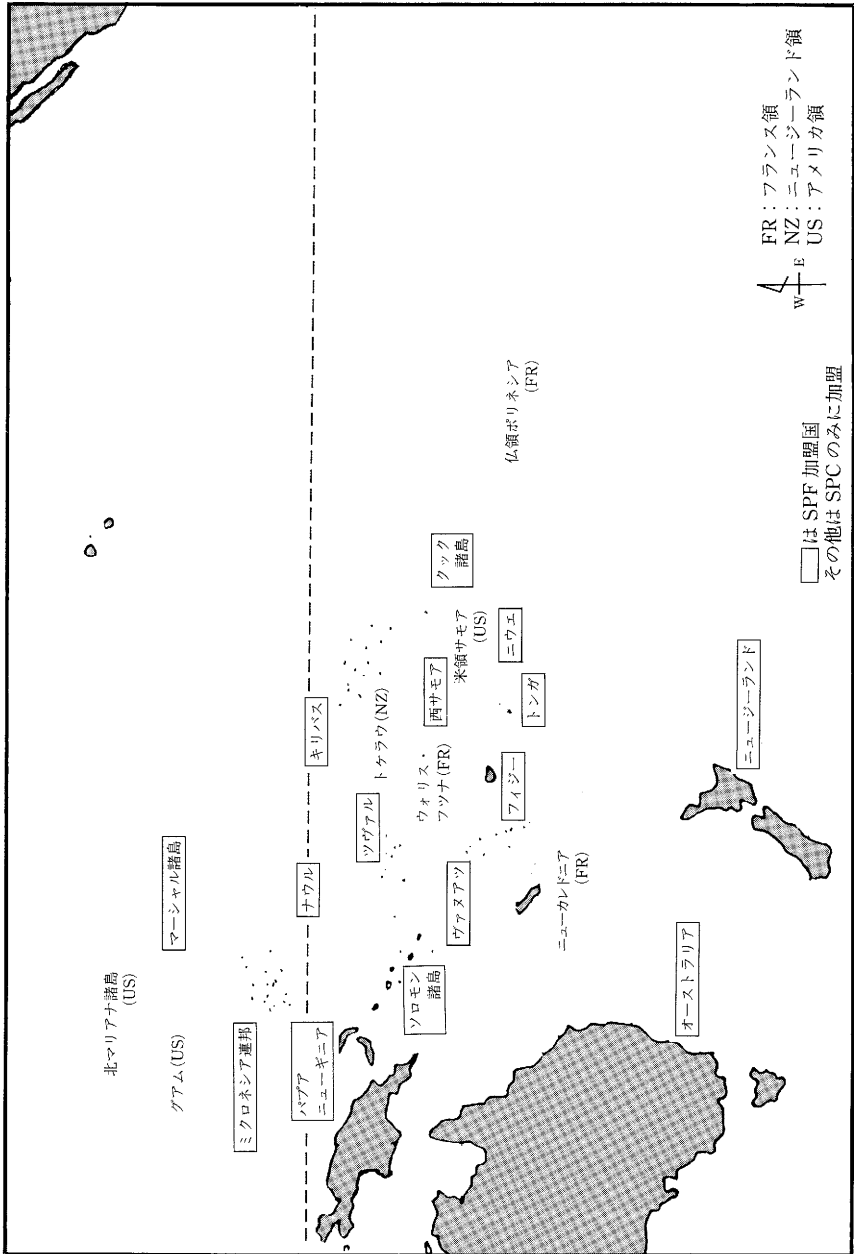 北マリアナ諸島
(US)
グアム(US)
マーシャル諸島
ミクロネシア連邦
パプア
ニューギニア
ナウル
キリバス
ツヴァル
トケラウ(NZ)
ソロモン
諸島
ウォリス・
フツナ(FR)
西サモア
米領サモア
(US)
クック
諸島
ヴァヌアツ
フィジー
トンガ
ニウエ
仏領ポリネシア
(FR)
ニューカレドニア
(FR)
オーストラリア
ニュージーランド
W E
FR:フランス領
NZ:ニュージーランド領
US:アメリカ領
はSPF加盟国
その他はSPCのみに加盟